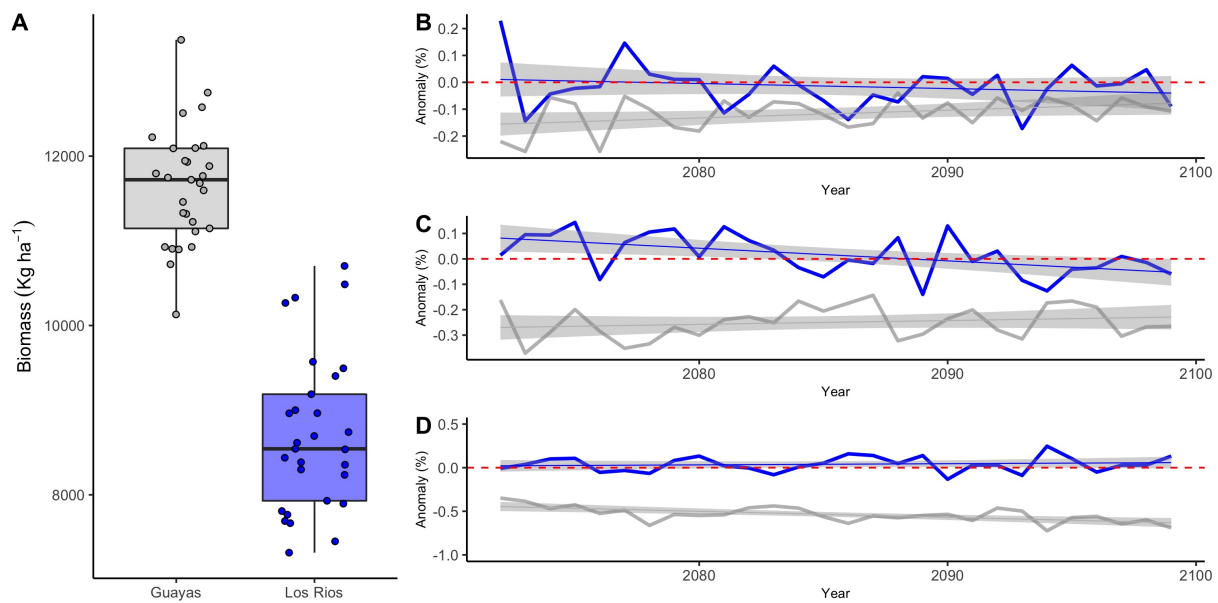 A
Biomass (Kg ha⁻¹)
12000
10000
8000
Guayas
Los Rios
B
Anomaly (%)
0.2
0.1
0.0
-0.1
-0.2
2080
2090
2100
Year
C
Anomaly (%)
0.1
0.0
-0.1
-0.2
-0.3
2080
2090
2100
Year
D
Anomaly (%)
0.5
0.0
-0.5
-1.0
2080
2090
2100
Year